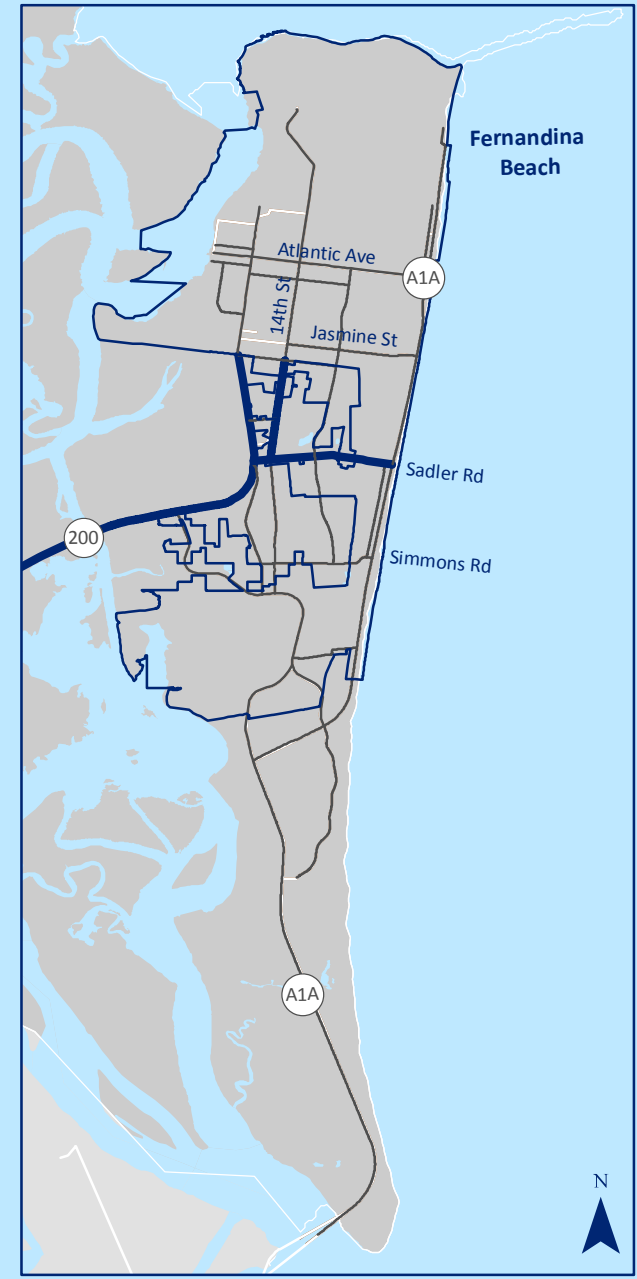 Fernandina
Beach
Atlantic Ave
A1A
14th St
Jasmine St
Sadler Rd
200
Simmons Rd
A1A
N